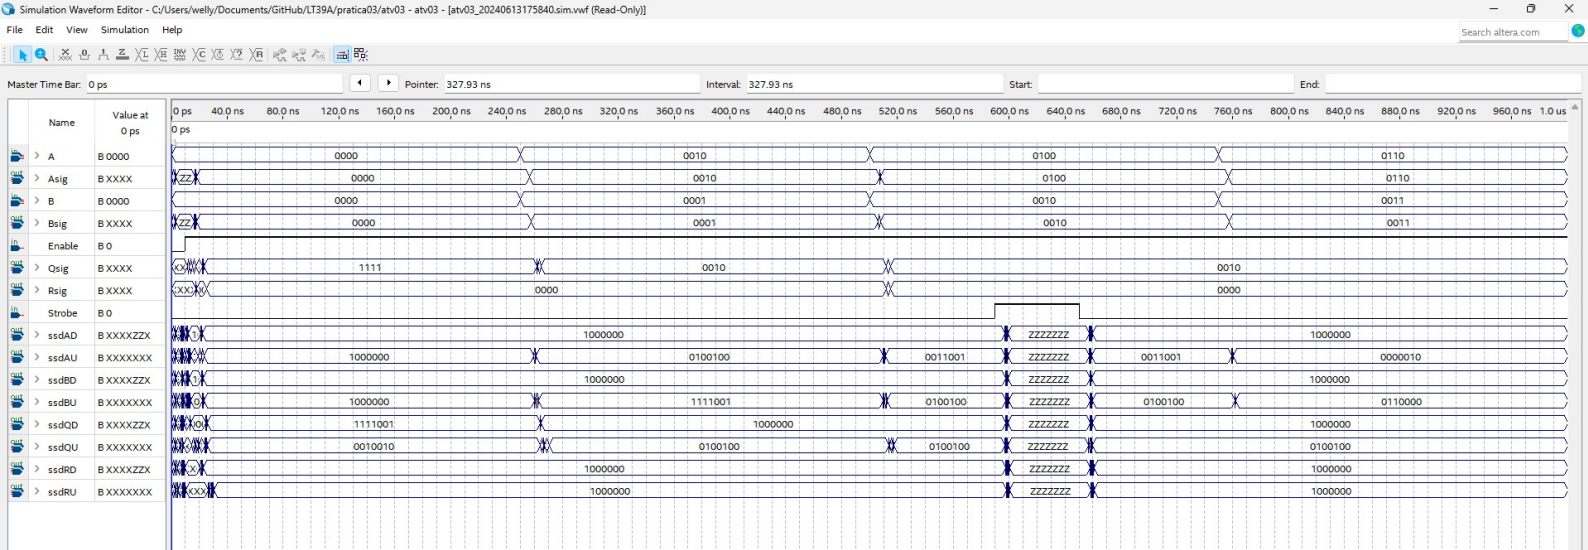 Simulation Waveform Editor - C:/Users/welly/Documents/GitHub/LT39A/pratica03/atv03 - atv03 - [atv03_20240613175840.sim.vwf (Read-Only)]
File Edit View Simulation Help
Search altera.com
Master Time Bar: 0 ps Pointer: 327.93 ns Interval: 327.93 ns Start: End:
Name Value at 0 ps
0 ps 40.0 ns 80.0 ns 120.0 ns 160.0 ns 200.0 ns 240.0 ns 280.0 ns 320.0 ns 360.0 ns 400.0 ns 440.0 ns 480.0 ns 520.0 ns 560.0 ns 600.0 ns 640.0 ns 680.0 ns 720.0 ns 760.0 ns 800.0 ns 840.0 ns 880.0 ns 920.0 ns 960.0 ns 1.0 us
0 ps
A B 0000 0000 0010 0100 0110
Asig B XXXX ZZ 0000 0010 0100 0110
B B 0000 0000 0001 0010 0011
Bsig B XXXX ZZ 0000 0001 0010 0011
Enable B 0
Qsig B XXXX XX 1111 0010 0010
Rsig B XXXX XX 0000 0000
Strobe B 0
ssdAD B XXXXZZX 1000000 ZZZZZZZ 1000000
ssdAU B XXXXXXX 1000000 0100100 0011001 ZZZZZZZ 0011001 0000010
ssdBD B XXXXZZX 1000000 ZZZZZZZ 1000000
ssdBU B XXXXXXX 1000000 1111001 0100100 ZZZZZZZ 0100100 0110000
ssdQD B XXXXZZX 1111001 1000000 ZZZZZZZ 1000000
ssdQU B XXXXXXX 0010010 0100100 0100100 ZZZZZZZ 0100100
ssdRD B XXXXZZX X 1000000 ZZZZZZZ 1000000
ssdRU B XXXXXXX XXX 1000000 ZZZZZZZ 1000000